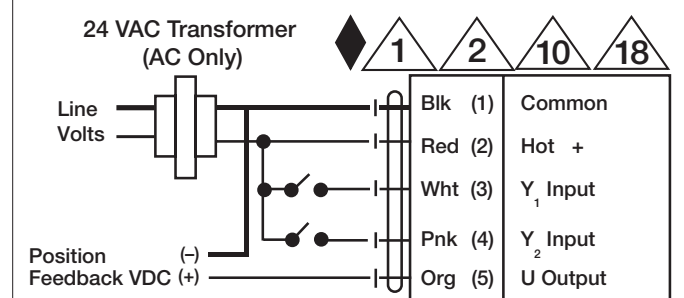 24 VAC Transformer
(AC Only)
1 2 10 18
Line
Volts
Blk (1) Common
Red (2) Hot +
Wht (3) Y1 Input
Pnk (4) Y2 Input
Org (5) U Output
Position (–)
Feedback VDC (+)